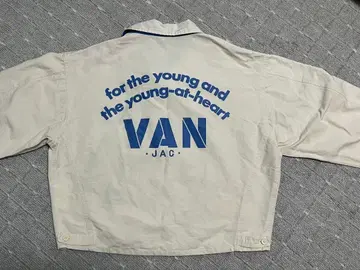 for the young and
the young-at-heart
VAN
·JAC·